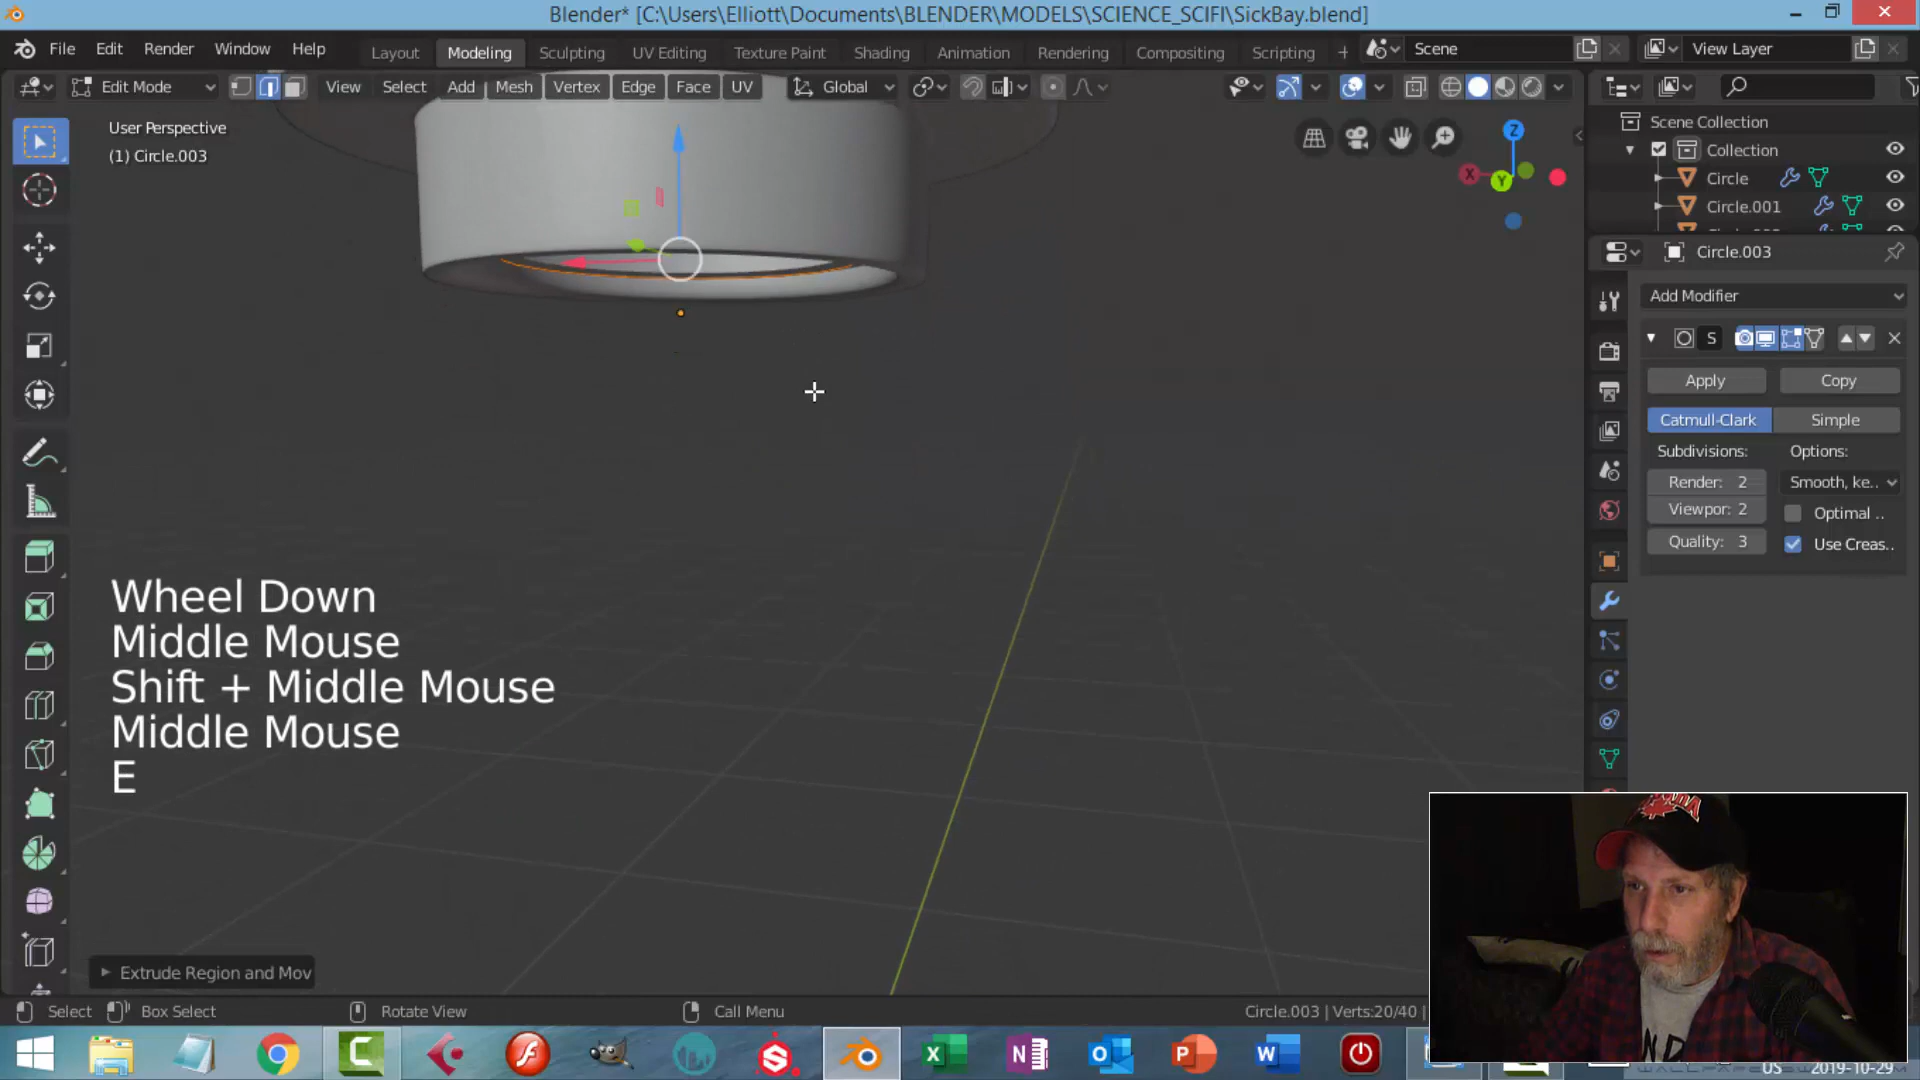 Blender* [C:\Users\Elliott\Documents\BLENDER\MODELS\SCIENCE_SCIFI\SickBay.blend]
File Edit Render Window Help Layout Modeling Sculpting UV Editing Texture Paint Shading Animation Rendering Compositing Scripting + Scene View Layer
Edit Mode View Select Add Mesh Vertex Edge Face UV Global
User Perspective
(1) Circle.003
Z
X
Y
Scene Collection
Collection
Circle
Circle.001
Circle.003
Add Modifier
S
Apply Copy
Catmull-Clark Simple
Subdivisions: Options:
Render: 2 Smooth, ke..
Viewpor: 2 Optimal ..
Quality: 3 Use Creas..
Wheel Down
Middle Mouse
Shift + Middle Mouse
Middle Mouse
E
Extrude Region and Mov
Select Box Select Rotate View Call Menu Circle.003 | Verts:20/40
US 2019-10-29